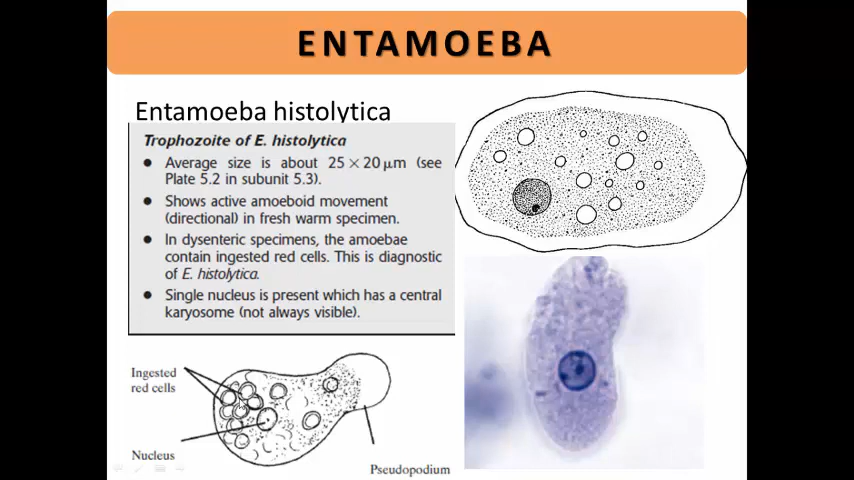 ENTAMOEBA
Entamoeba histolytica
Trophozoite of E. histolytica
• Average size is about 25 × 20 μm (see
Plate 5.2 in subunit 5.3).
• Shows active amoeboid movement
(directional) in fresh warm specimen.
• In dysenteric specimens, the amoebae
contain ingested red cells. This is diagnostic
of E. histolytica.
• Single nucleus is present which has a central
karyosome (not always visible).
Ingested
red cells
Nucleus
Pseudopodium